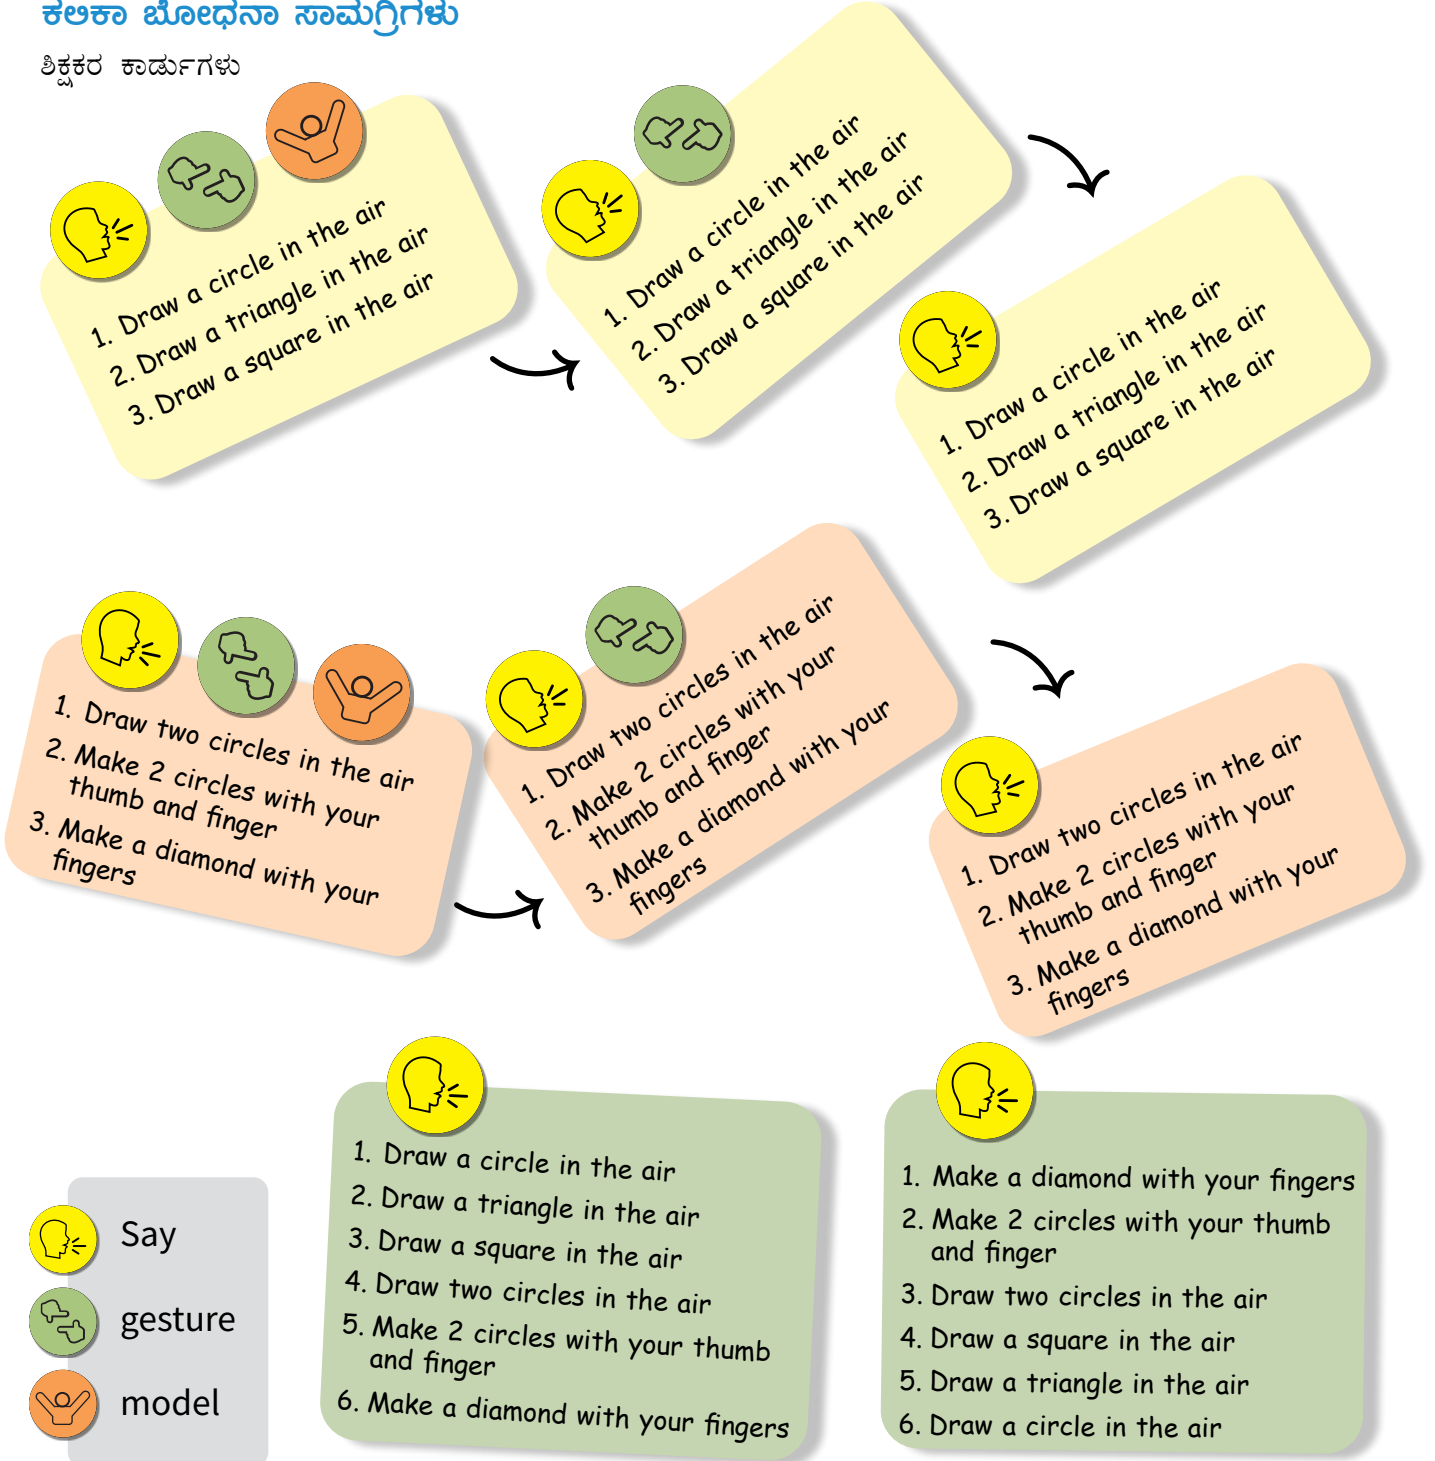 ಕಲಿಕಾ ಬೋಧನಾ ಸಾಮಗ್ರಿಗಳು
ಶಿಕ್ಷಕರ ಕಾರ್ಡುಗಳು
1. Draw a circle in the air
2. Draw a triangle in the air
3. Draw a square in the air
1. Draw a circle in the air
2. Draw a triangle in the air
3. Draw a square in the air
1. Draw a circle in the air
2. Draw a triangle in the air
3. Draw a square in the air
1. Draw two circles in the air
2. Make 2 circles with your
thumb and finger
3. Make a diamond with your
fingers
1. Draw two circles in the air
2. Make 2 circles with your
thumb and finger
3. Make a diamond with your
fingers
1. Draw two circles in the air
2. Make 2 circles with your
thumb and finger
3. Make a diamond with your
fingers
Say
gesture
model
1. Draw a circle in the air
2. Draw a triangle in the air
3. Draw a square in the air
4. Draw two circles in the air
5. Make 2 circles with your thumb
and finger
6. Make a diamond with your fingers
1. Make a diamond with your fingers
2. Make 2 circles with your thumb
and finger
3. Draw two circles in the air
4. Draw a square in the air
5. Draw a triangle in the air
6. Draw a circle in the air